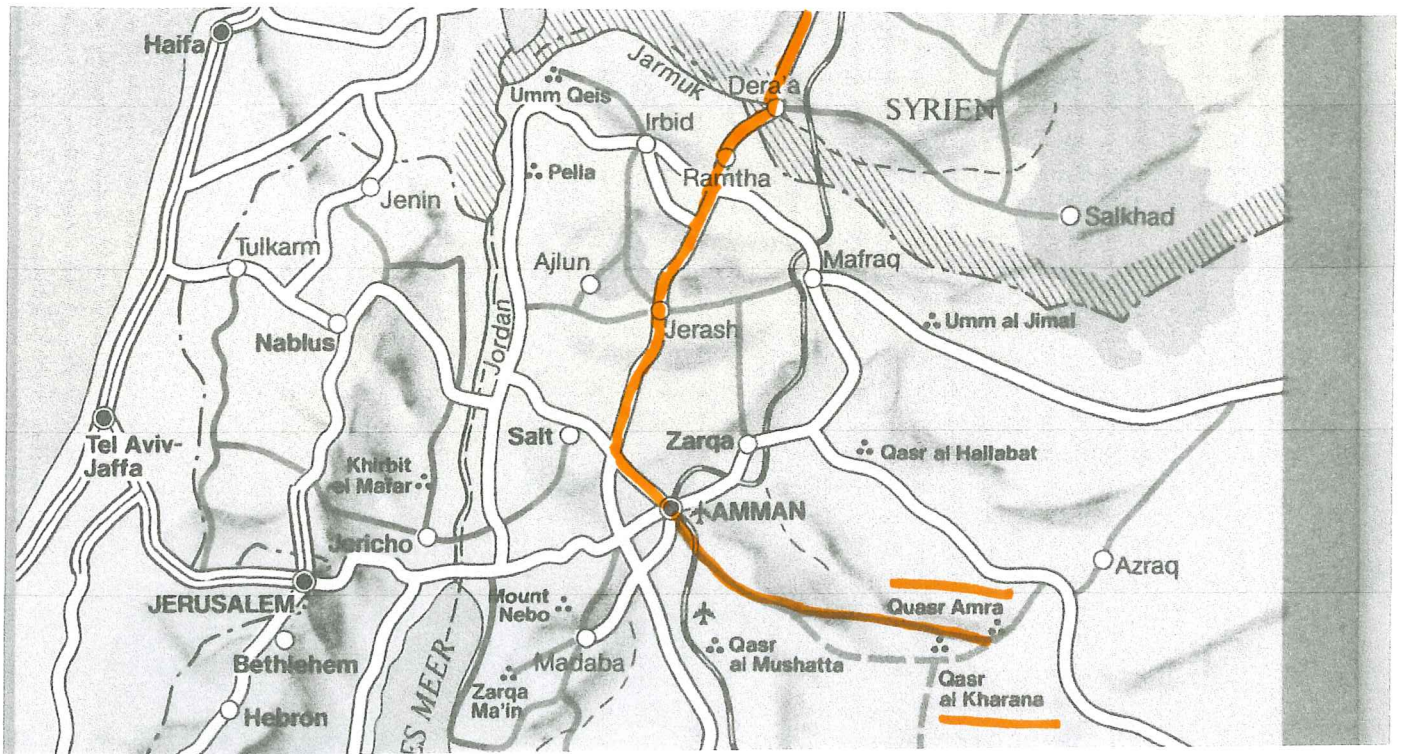 Haifa
Jarmuk
Dera'a
Umm Qeis
SYRIEN
Irbid
Pella
Ramtha
Jenin
Salkhad
Tulkarm
Ajlun
Mafraq
Jordan
Jerash
Umm al Jimal
Nablus
Tel Aviv-
Jaffa
Salt
Zarqa
Qasr al Hallabat
Khirbit
el Mafar
AMMAN
Jericho
Azraq
JERUSALEM
Mount
Nebo
Quasr Amra
Bethlehem
Madaba
Qasr
al Mushatta
Zarqa
Ma'in
Qasr
al Kharana
Hebron
ES MEER